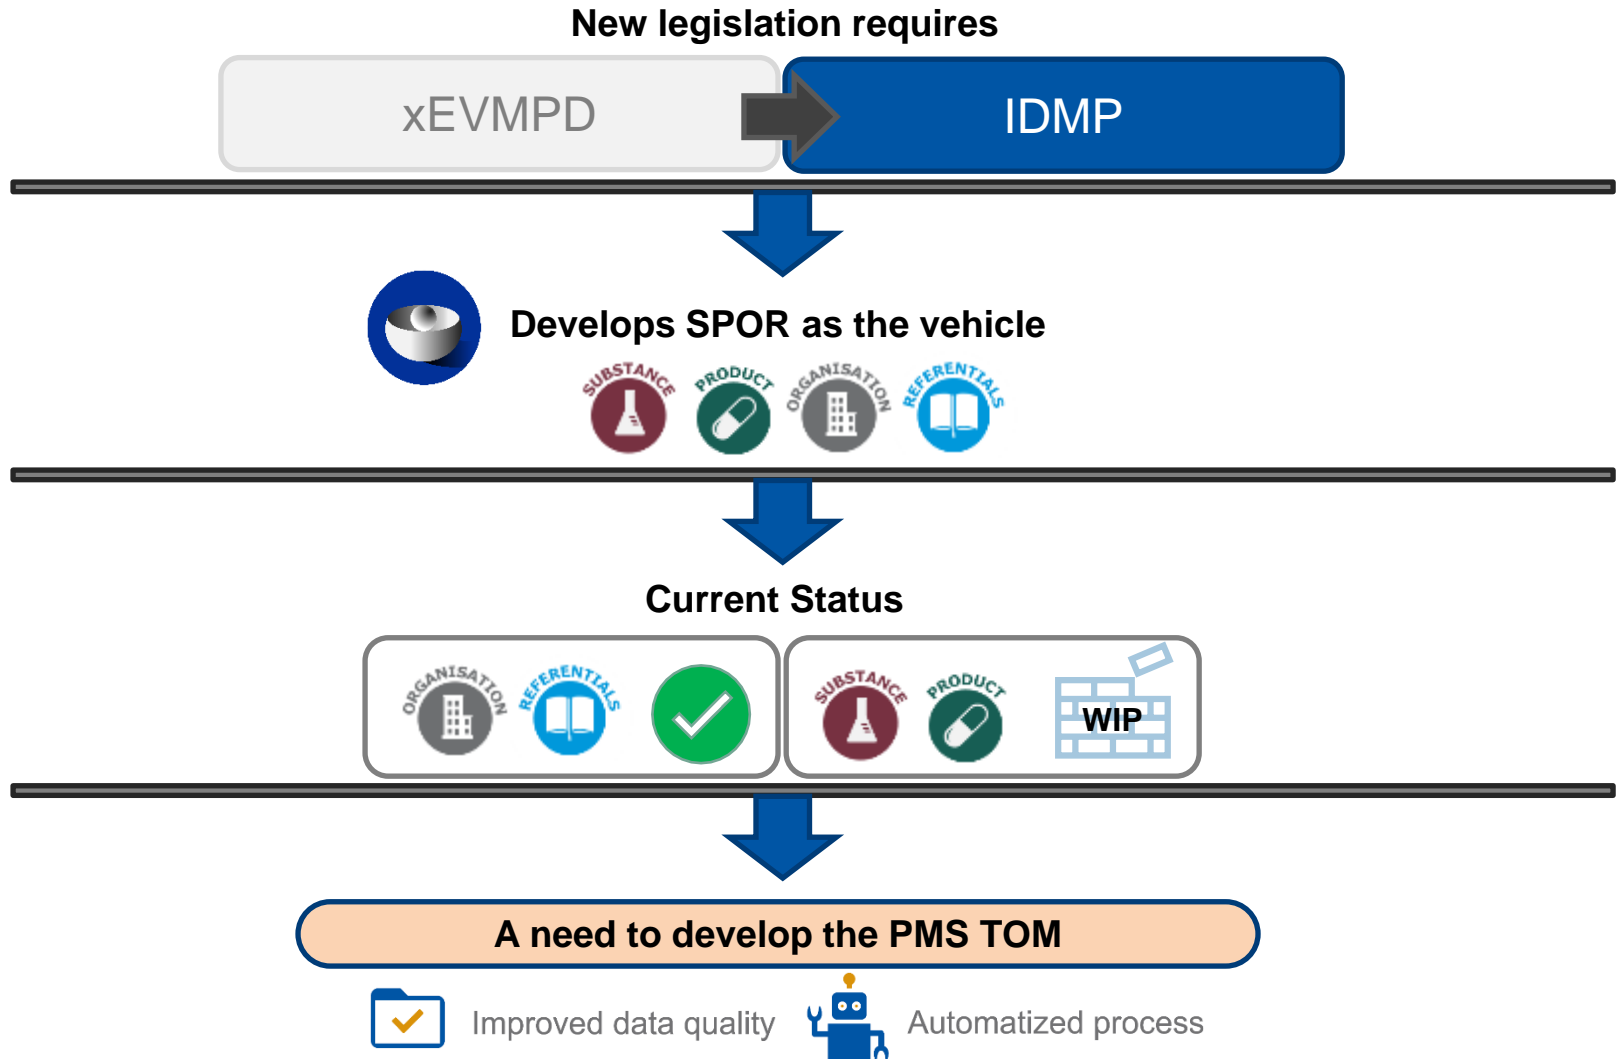 New legislation requires
xEVMPD
IDMP
Develops SPOR as the vehicle
SUBSTANCE
PRODUCT
ORGANISATION
REFERENTIALS
Current Status
ORGANISATION
REFERENTIALS
SUBSTANCE
PRODUCT
WIP
A need to develop the PMS TOM
Improved data quality
Automatized process